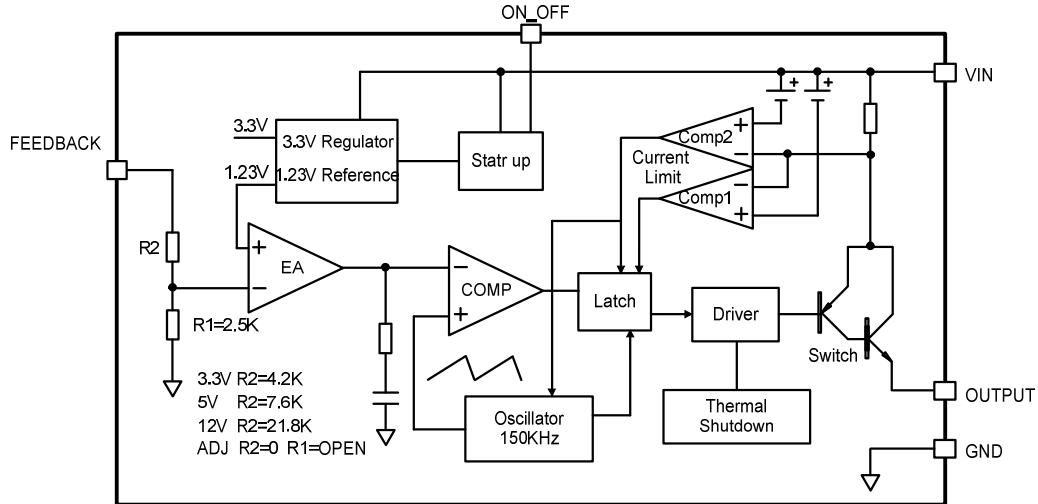 ON_OFF
VIN
FEEDBACK
3.3V
3.3V Regulator
1.23V
1.23V Reference
Statr up
+
+
Comp2
+
−
Current
Limit
Comp1
−
+
R2
+
EA
−
−
COMP
+
Latch
Driver
Switch
R1=2.5K
3.3V R2=4.2K
5V R2=7.6K
12V R2=21.8K
ADJ R2=0 R1=OPEN
Oscillator
150KHz
Thermal
Shutdown
OUTPUT
GND